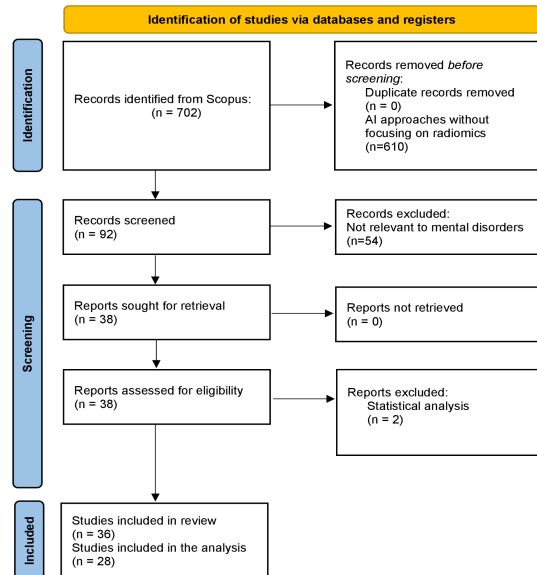 Identification of studies via databases and registers
Identification
Records identified from Scopus:
(n = 702)
Records removed before
screening:
Duplicate records removed
(n = 0)
AI approaches without
focusing on radiomics
(n=610)
Screening
Records screened
(n = 92)
Records excluded:
Not relevant to mental disorders
(n=54)
Reports sought for retrieval
(n = 38)
Reports not retrieved
(n = 0)
Reports assessed for eligibility
(n = 38)
Reports excluded:
Statistical analysis
(n = 2)
Included
Studies included in review
(n = 36)
Studies included in the analysis
(n = 28)